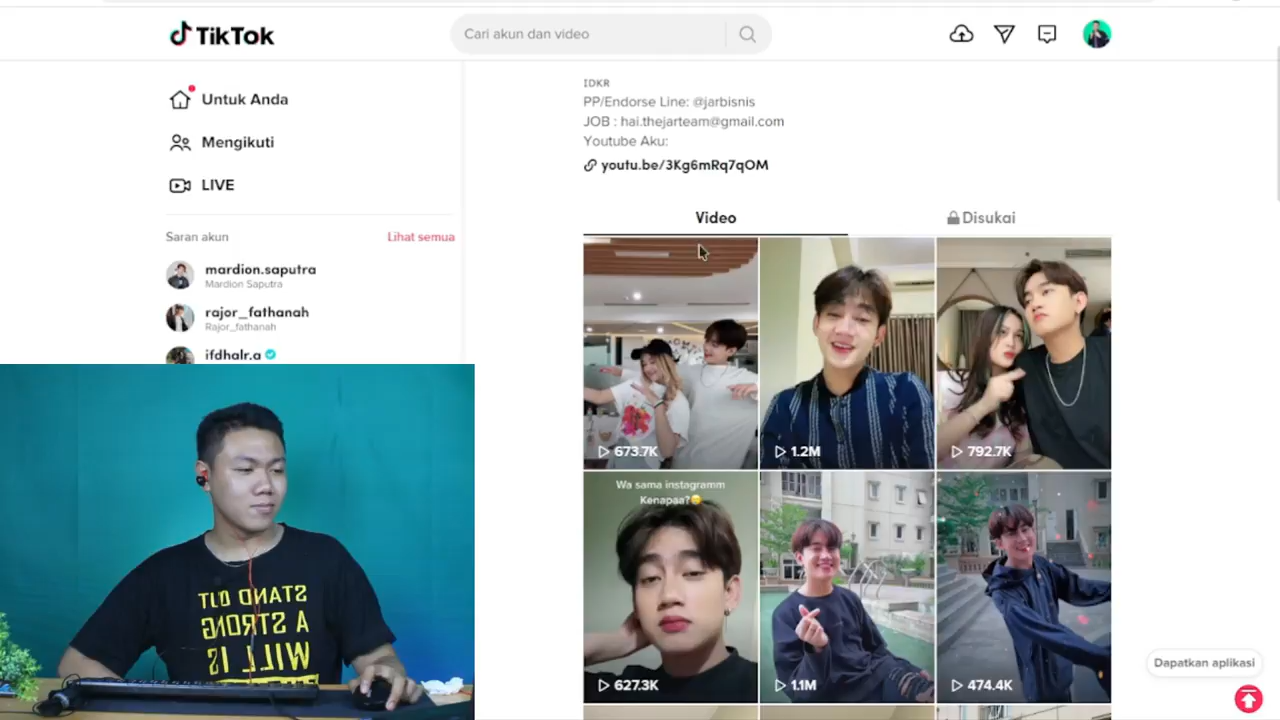 TikTok
Cari akun dan video
Untuk Anda
Mengikuti
LIVE
Saran akun
Lihat semua
mardion.saputra
Mardion Saputra
rajor_fathanah
Rajor_fathanah
ifdhalr.a
IDKR
PP/Endorse Line: @jarbisnis
JOB : hai.thejarteam@gmail.com
Youtube Aku:
youtu.be/3Kg6mRq7qOM
Video
Disukai
673.7K
1.2M
792.7K
Wa sama instagramm
Kenapaa?
627.3K
1.1M
474.4K
Dapatkan aplikasi
STAND OUT
A STRONG
WILL IS